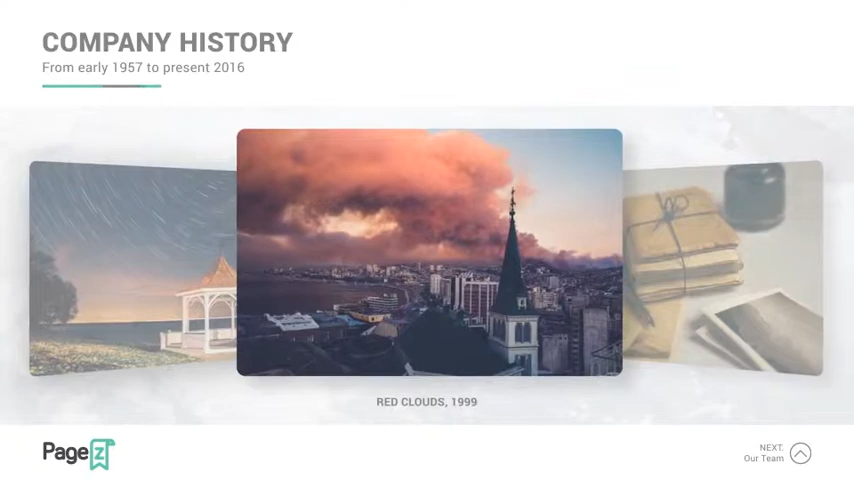 COMPANY HISTORY
From early 1957 to present 2016
RED CLOUDS, 1999
Page z
NEXT.
Our Team